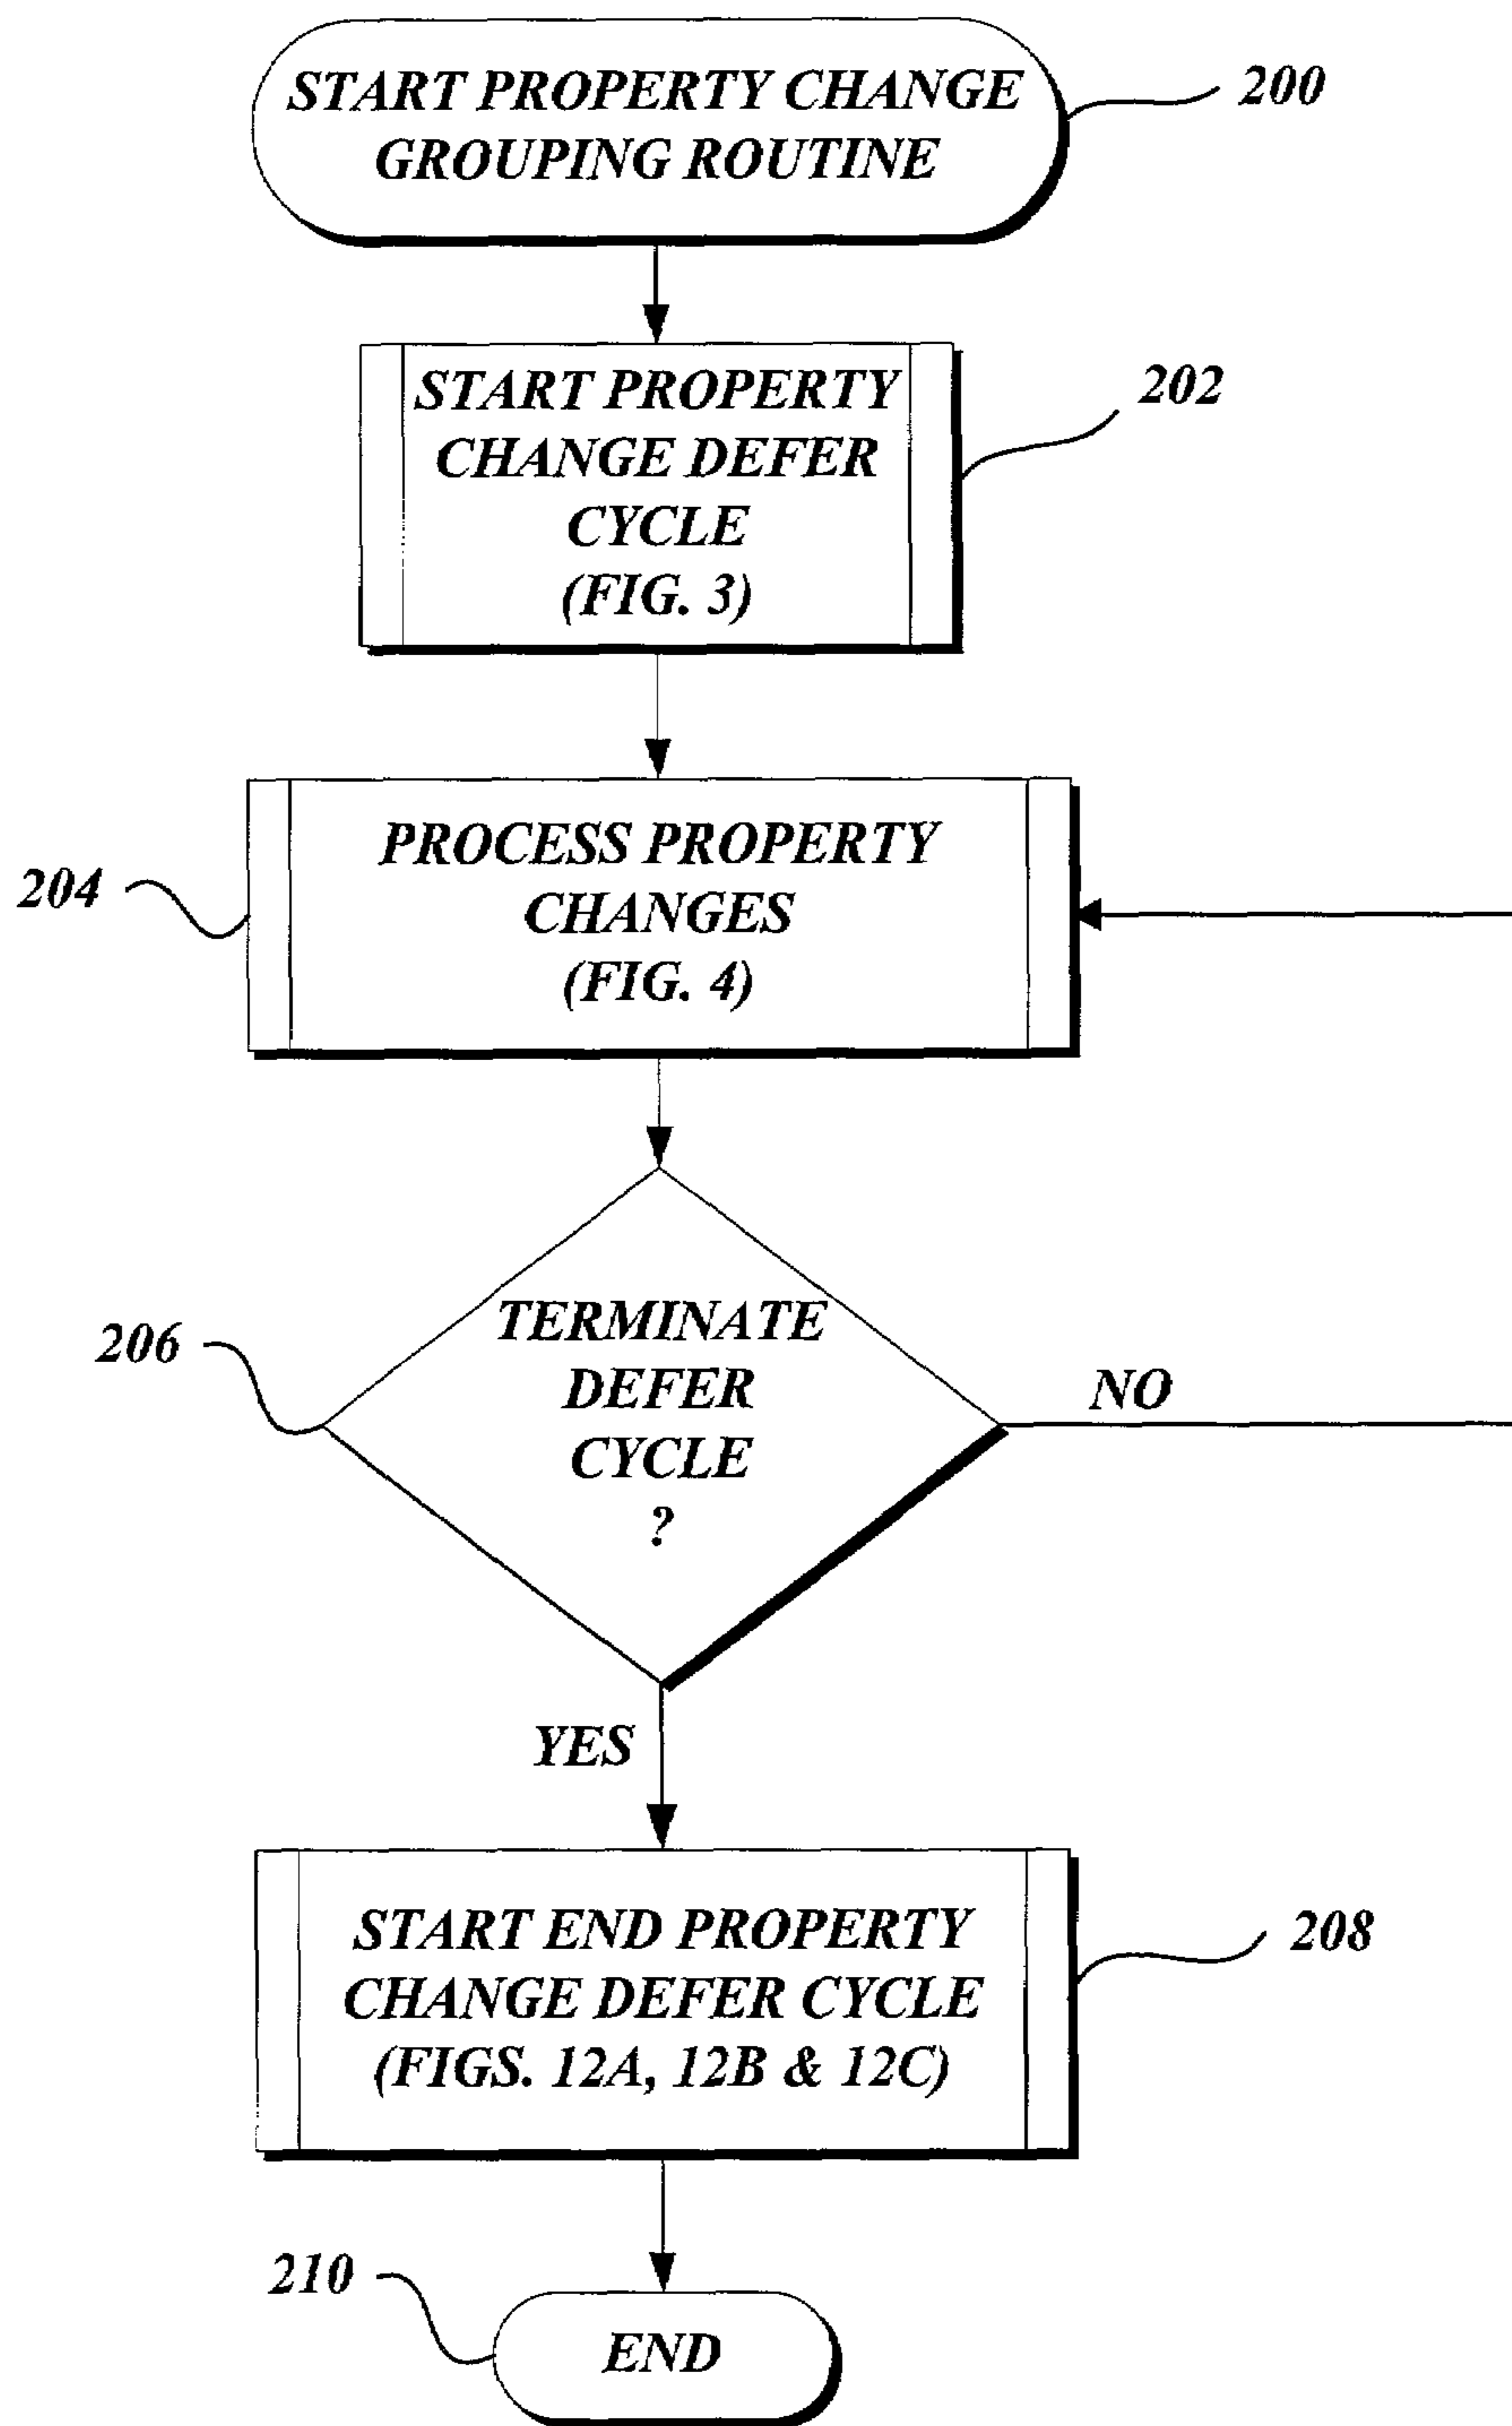 START PROPERTY CHANGE
GROUPING ROUTINE
200
START PROPERTY
CHANGE DEFER
CYCLE
(FIG. 3)
202
PROCESS PROPERTY
CHANGES
(FIG. 4)
204
TERMINATE
DEFER
CYCLE
?
206
NO
YES
START END PROPERTY
CHANGE DEFER CYCLE
(FIGS. 12A, 12B & 12C)
208
210
END